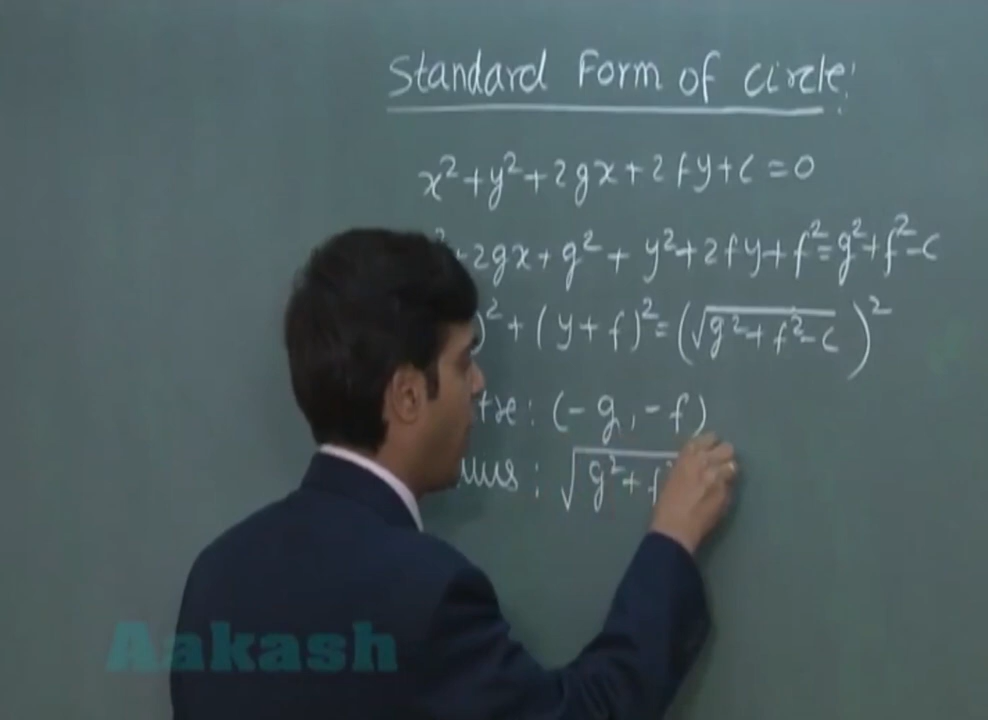 Standard Form of circle:
x²+y²+2gx+2fy+c=0
2gx+g²+y²+2fy+f²=g²+f²-c
)²+(y+f)²=(√g²+f²-c)²
: (-g, -f)
: √g²+f
Aakash